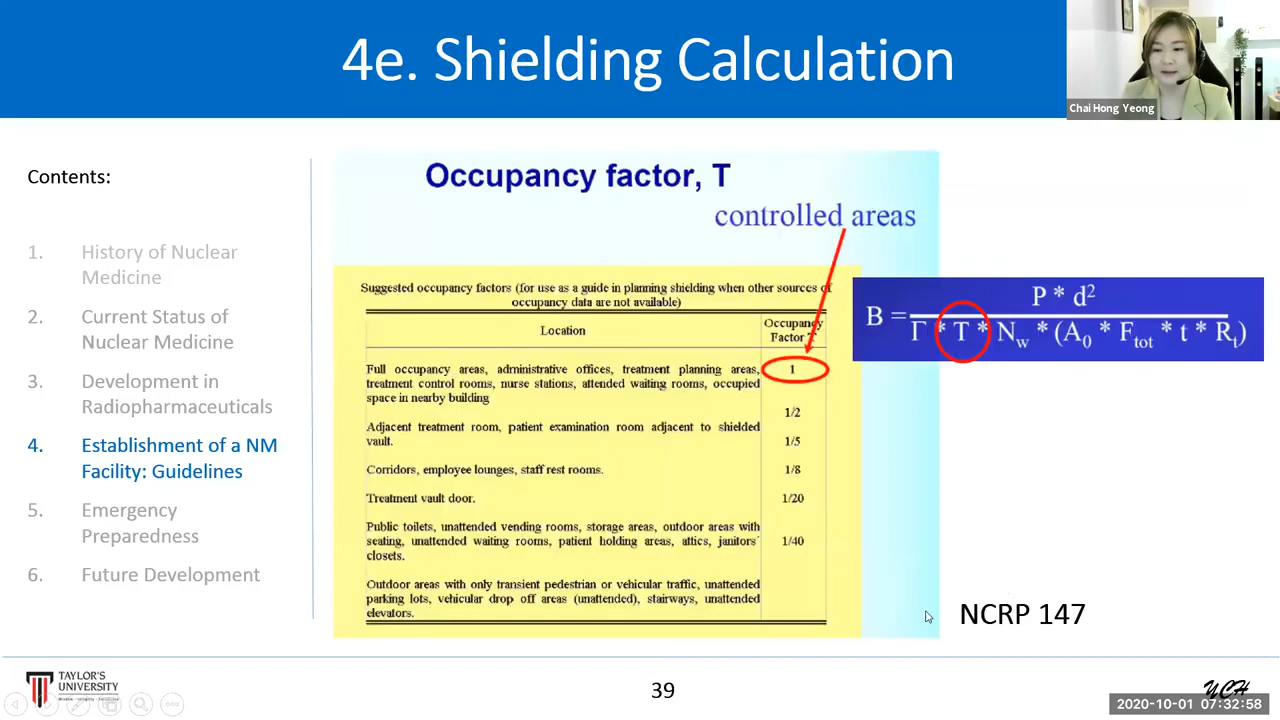 4e. Shielding Calculation
Chai Hong Yeong
Contents:
1. History of Nuclear
Medicine
2. Current Status of
Nuclear Medicine
3. Development in
Radiopharmaceuticals
4. Establishment of a NM
Facility: Guidelines
5. Emergency
Preparedness
6. Future Development
Occupancy factor, T
controlled areas
Suggested occupancy factors (for use as a guide in planning shielding when other sources of
occupancy data are not available)
Location
Occupancy
Factor T
Full occupancy areas, administrative offices, treatment planning areas,
treatment control rooms, nurse stations, attended waiting rooms, occupied
space in nearby building
1
1/2
Adjacent treatment room, patient examination room adjacent to shielded
vault.
1/5
Corridors, employee lounges, staff rest rooms.
1/8
Treatment vault door.
1/20
Public toilets, unattended vending rooms, storage areas, outdoor areas with
seating, unattended waiting rooms, patient holding areas, attics, janitors´
closets.
1/40
Outdoor areas with only transient pedestrian or vehicular traffic, unattended
parking lots, vehicular drop off areas (unattended), stairways, unattended
elevators.
P * d²
B =
Γ * T * N_w * (A_0 * F_tot * t * R_t)
NCRP 147
TAYLOR'S
UNIVERSITY
39
YCH
2020-10-01 07:32:58